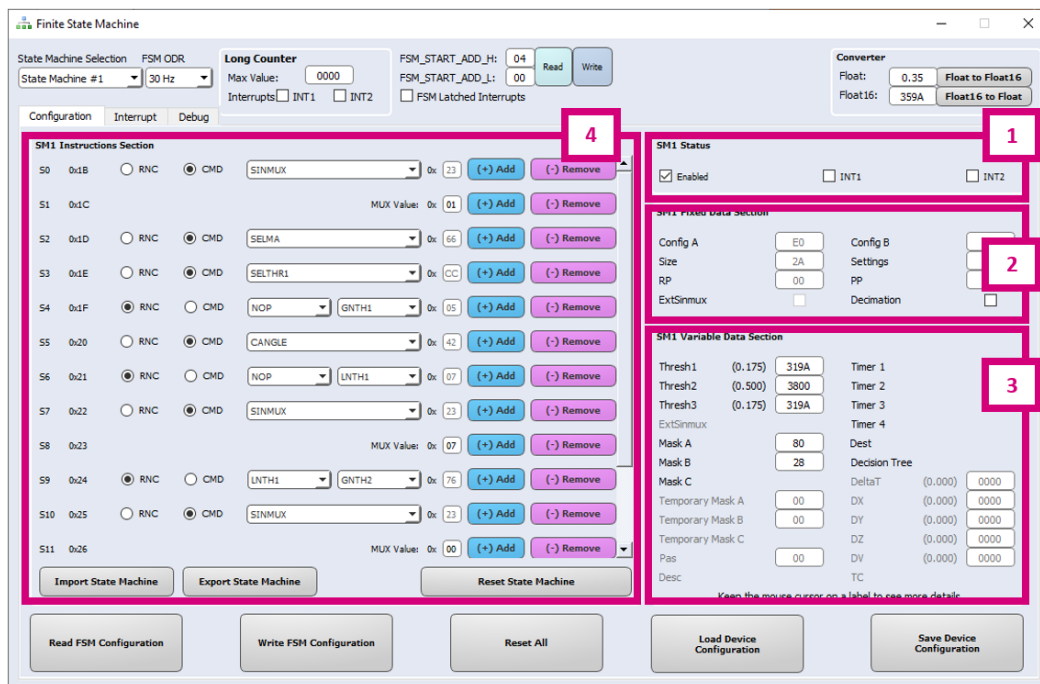 Finite State Machine
State Machine Selection FSM ODR
State Machine #1 30 Hz
Long Counter
Max Value: 0000
Interrupts INT1 INT2
FSM_START_ADD_H: 04
FSM_START_ADD_L: 00
Read Write
FSM Latched Interrupts
Converter
Float: 0.35 Float to Float16
Float16: 359A Float16 to Float
Configuration Interrupt Debug
4
SM1 Instructions Section
S0 0x1B RNC CMD SINMUX 0x 23 (+) Add (-) Remove
S1 0x1C MUX Value: 0x 01 (+) Add (-) Remove
S2 0x1D RNC CMD SELMA 0x 66 (+) Add (-) Remove
S3 0x1E RNC CMD SELTHR1 0x CC (+) Add (-) Remove
S4 0x1F RNC CMD NOP GNTH1 0x 05 (+) Add (-) Remove
S5 0x20 RNC CMD CANGLE 0x 42 (+) Add (-) Remove
S6 0x21 RNC CMD NOP LNTH1 0x 07 (+) Add (-) Remove
S7 0x22 RNC CMD SINMUX 0x 23 (+) Add (-) Remove
S8 0x23 MUX Value: 0x 07 (+) Add (-) Remove
S9 0x24 RNC CMD LNTH1 GNTH2 0x 76 (+) Add (-) Remove
S10 0x25 RNC CMD SINMUX 0x 23 (+) Add (-) Remove
S11 0x26 MUX Value: 0x 00 (+) Add (-) Remove
Import State Machine Export State Machine Reset State Machine
1
SM1 Status
Enabled INT1 INT2
2
SM1 Fixed Data Section
Config A E0 Config B
Size 2A Settings
RP 00 PP
ExtSinmux Decimation
3
SM1 Variable Data Section
Thresh1 (0.175) 319A Timer 1
Thresh2 (0.500) 3800 Timer 2
Thresh3 (0.175) 319A Timer 3
ExtSinmux Timer 4
Mask A 80 Dest
Mask B 28 Decision Tree
Mask C DeltaT (0.000) 0000
Temporary Mask A 00 DX (0.000) 0000
Temporary Mask B 00 DY (0.000) 0000
Temporary Mask C DZ (0.000) 0000
Pas 00 DV (0.000) 0000
Desc TC
Keep the mouse cursor on a label to see more details
Read FSM Configuration Write FSM Configuration Reset All Load Device Configuration Save Device Configuration